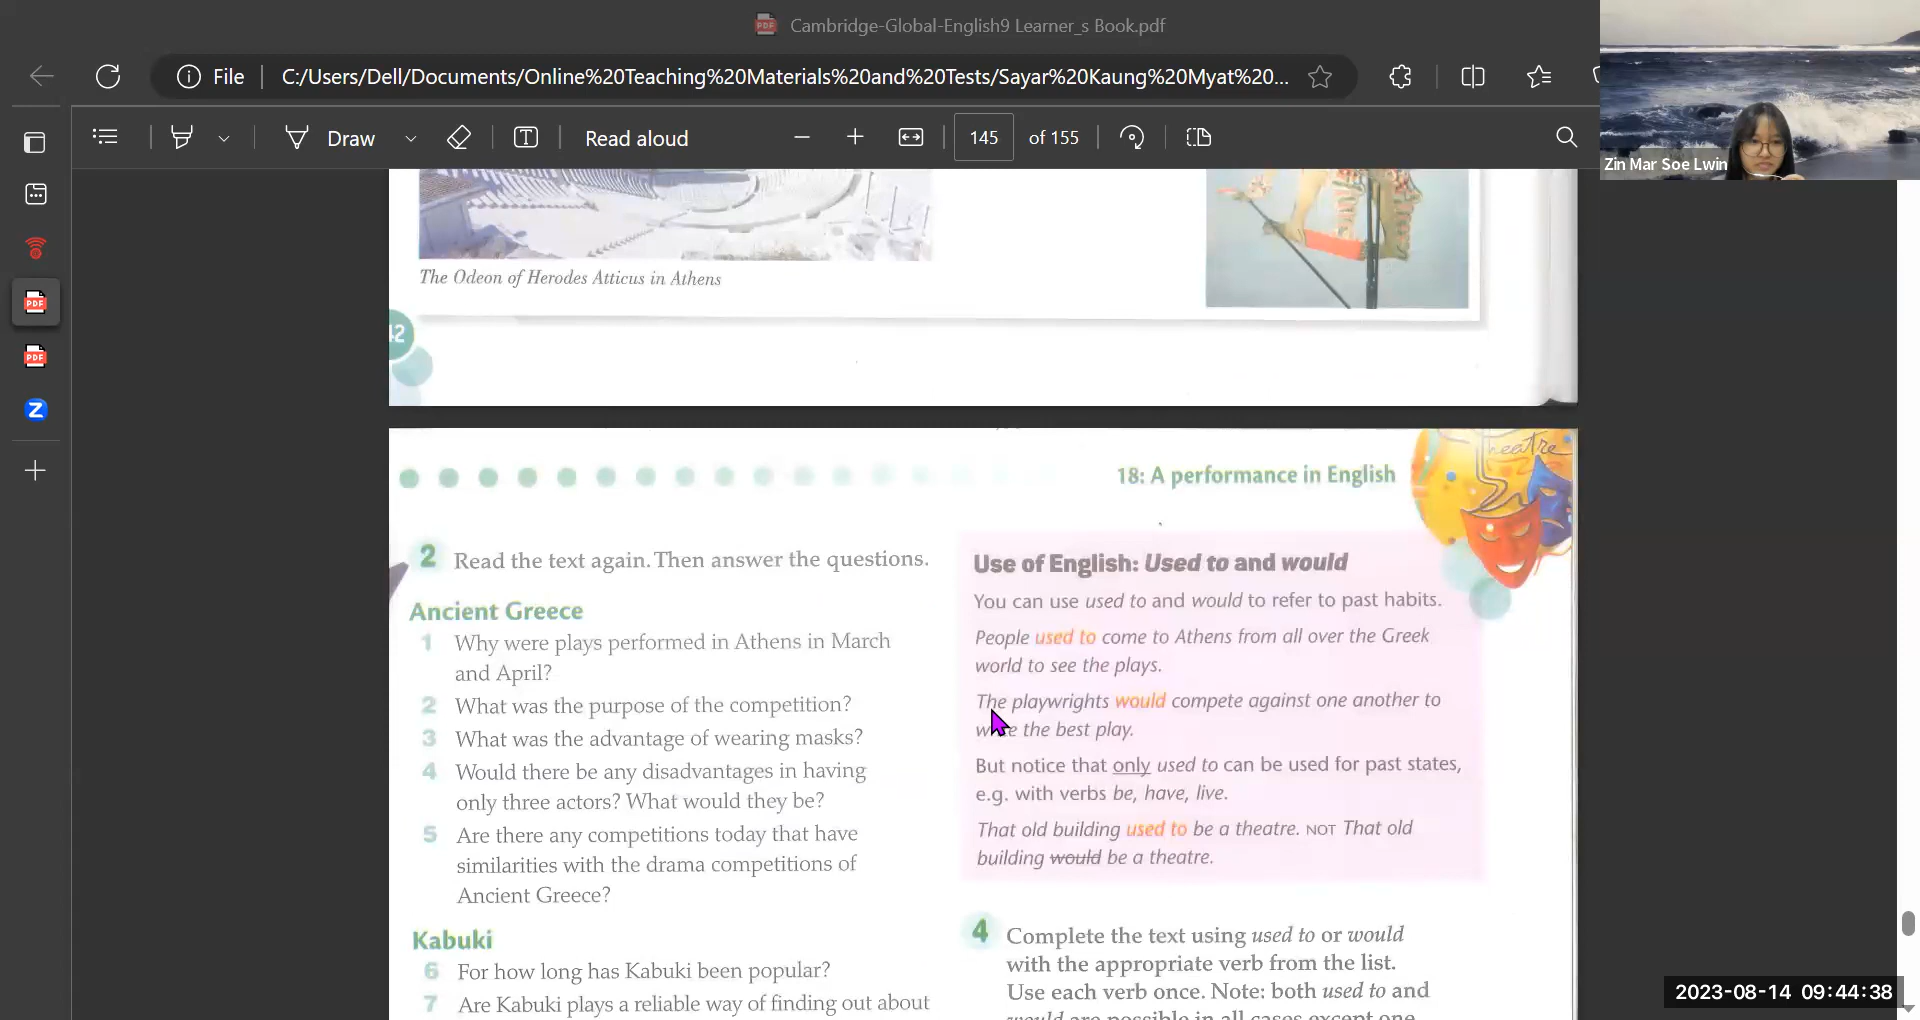 Cambridge-Global-English9 Learner_s Book.pdf
File
C:/Users/Dell/Documents/Online%20Teaching%20Materials%20and%20Tests/Sayar%20Kaung%20Myat%20...
Draw
Read aloud
145
of 155
Zin Mar Soe Lwin
PDF
PDF
Z
The Odeon of Herodes Atticus in Athens
42
18: A performance in English
Theatre
2 Read the text again. Then answer the questions.
Ancient Greece
1 Why were plays performed in Athens in March
and April?
2 What was the purpose of the competition?
3 What was the advantage of wearing masks?
4 Would there be any disadvantages in having
only three actors? What would they be?
5 Are there any competitions today that have
similarities with the drama competitions of
Ancient Greece?
Kabuki
6 For how long has Kabuki been popular?
7 Are Kabuki plays a reliable way of finding out about
Use of English: Used to and would
You can use used to and would to refer to past habits.
People used to come to Athens from all over the Greek
world to see the plays.
The playwrights would compete against one another to
the best play.
But notice that only used to can be used for past states,
e.g. with verbs be, have, live.
That old building used to be a theatre. NOT That old
building would be a theatre.
4 Complete the text using used to or would
with the appropriate verb from the list.
Use each verb once. Note: both used to and
would are possible in all cases except one.
2023-08-14 09:44:38